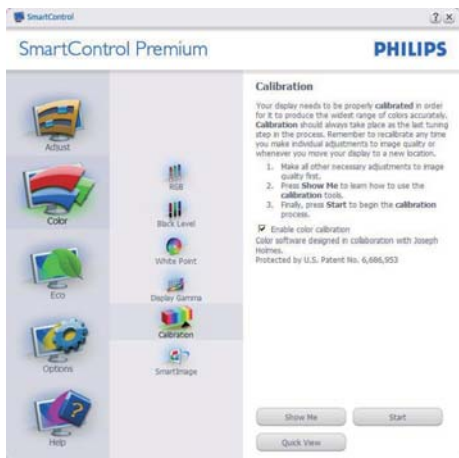 SmartControl
SmartControl Premium
PHILIPS
Adjust
Color
Eco
Options
Help
RGB
Black Level
White Point
Display Gamma
Calibration
SmartImage
Calibration
Your display needs to be properly calibrated in order
for it to produce the widest range of colors accurately.
Calibration should always take place as the last tuning
step in the process. Remember to recalibrate any time
you make individual adjustments to image quality or
whenever you move your display to a new location.
1. Make all other necessary adjustments to image
quality first.
2. Press Show Me to learn how to use the
calibration tools.
3. Finally, press Start to begin the calibration
process.
Enable color calibration
Color software designed in collaboration with Joseph
Holmes.
Protected by U.S. Patent No. 6,686,953
Show Me
Start
Quick View